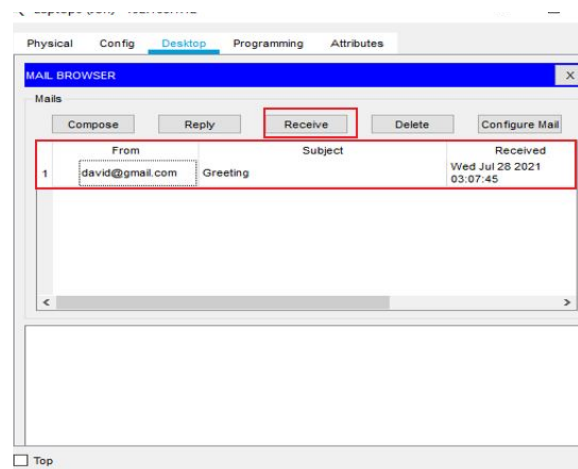 Physical Config Desktop Programming Attributes
MAIL BROWSER X
Mails
Compose Reply Receive Delete Configure Mail
From Subject Received
1 david@gmail.com Greeting Wed Jul 28 2021
03:07:45
< >
Top